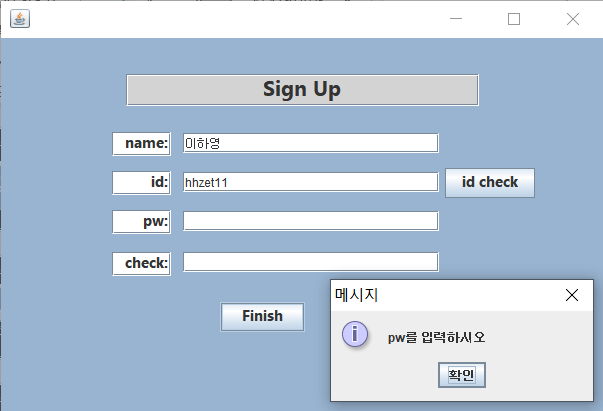 Sign Up
name: 이하영
id: hhzet11 id check
pw:
check:
Finish
메시지
pw를 입력하시오
확인